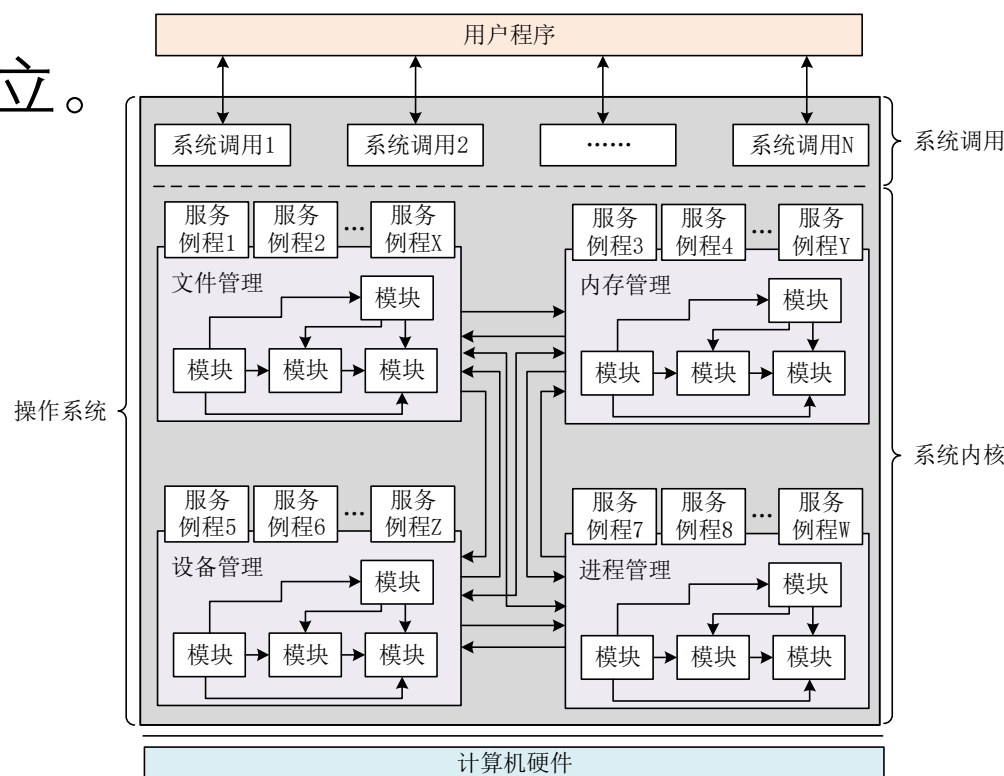 用户程序
立。
系统调用1
系统调用2
……
系统调用N
系统调用
服务
例程1
服务
例程2
…
服务
例程X
服务
例程3
服务
例程4
…
服务
例程Y
文件管理
模块
模块
模块
模块
内存管理
模块
模块
模块
模块
操作系统
系统内核
服务
例程5
服务
例程6
…
服务
例程Z
服务
例程7
服务
例程8
…
服务
例程W
设备管理
模块
模块
模块
模块
进程管理
模块
模块
模块
模块
计算机硬件